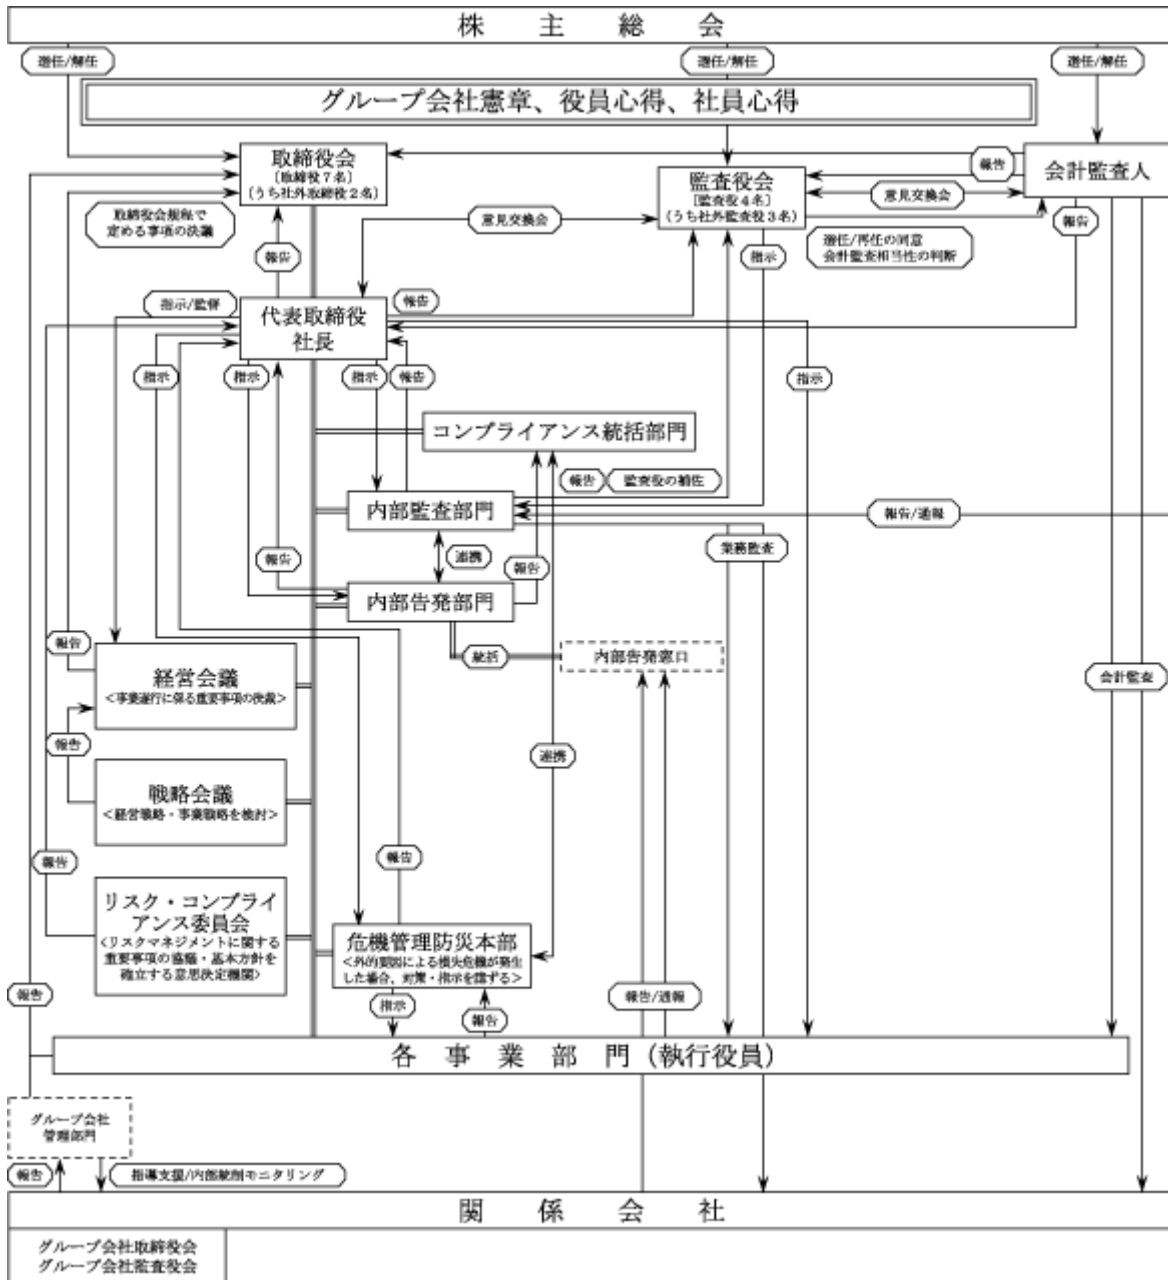 株主総会
選任/解任
選任/解任
選任/解任
グループ会社憲章、役員心得、社員心得
取締役会
[取締役７名]
(うち社外取締役２名)
監査役会
[監査役４名]
(うち社外監査役３名)
会計監査人
報告
意見交換会
取締役会規程で
定める事項の決議
意見交換会
報告
選任/再任の同意
会計監査相当性の判断
報告
指示
指示/監督
代表取締役
社長
報告
指示
指示
指示
報告
指示
コンプライアンス統括部門
報告
監査役の補佐
内部監査部門
報告/通報
業務監査
報告
連携
報告
内部告発部門
報告
統括
内部告発窓口
経営会議
<事業遂行に係る重要事項の決裁>
会計監査
報告
連携
戦略会議
<経営戦略・事業戦略を検討>
報告
報告
リスク・コンプライ
アンス委員会
<リスクマネジメントに関する
重要事項の協議・基本方針を
確立する意思決定機関>
危機管理防災本部
<外的要因による損失危機が発生
した場合、対策・指示を講ずる>
報告
指示
報告
報告/通報
各事業部門(執行役員)
グループ会社
管理部門
報告
指導支援/内部統制モニタリング
関係会社
グループ会社取締役会
グループ会社監査役会